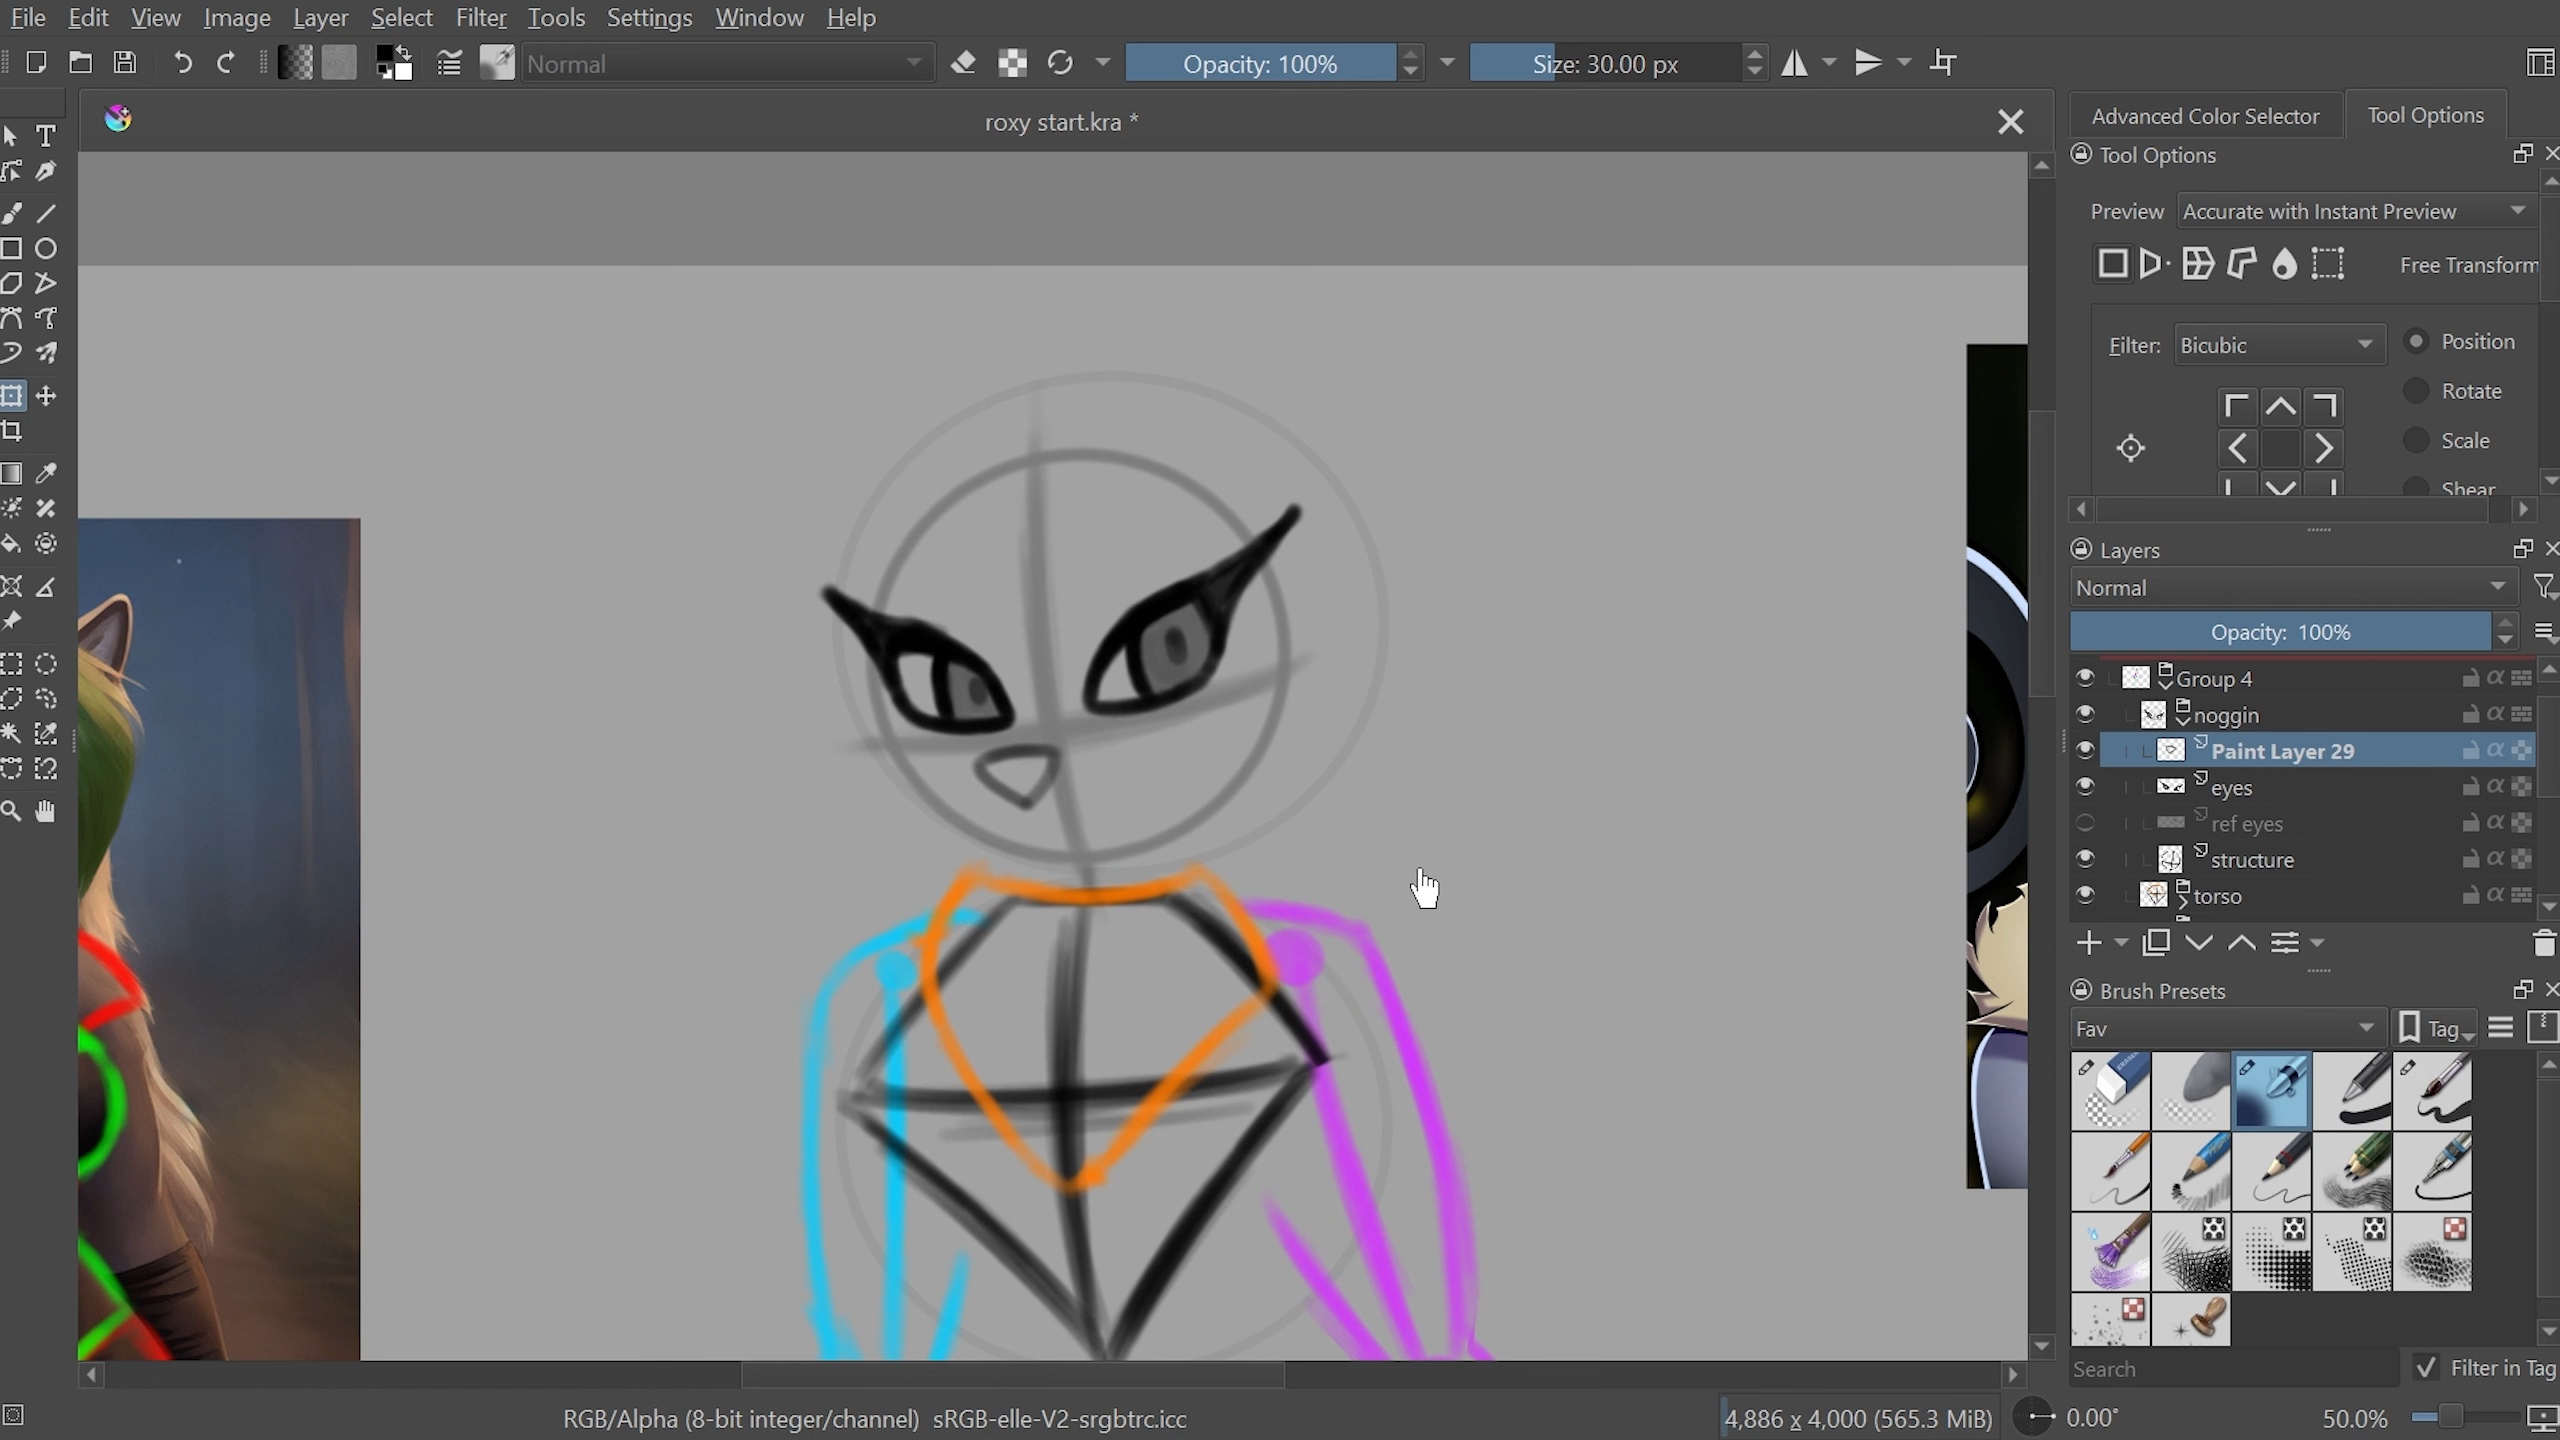 File Edit View Image Layer Select Filter Tools Settings Window Help
Normal
Opacity: 100%
Size: 30.00 px
roxy start.kra *
Advanced Color Selector
Tool Options
Tool Options
Preview Accurate with Instant Preview
Free Transform
Filter: Bicubic
Position
Rotate
Scale
Shear
Layers
Normal
Opacity: 100%
Group 4
noggin
Paint Layer 29
eyes
ref eyes
structure
torso
Brush Presets
Fav
Tag
Search
Filter in Tag
RGB/Alpha (8-bit integer/channel) sRGB-elle-V2-srgbtrc.icc
4,886 x 4,000 (565.3 MiB)
0.00°
50.0%